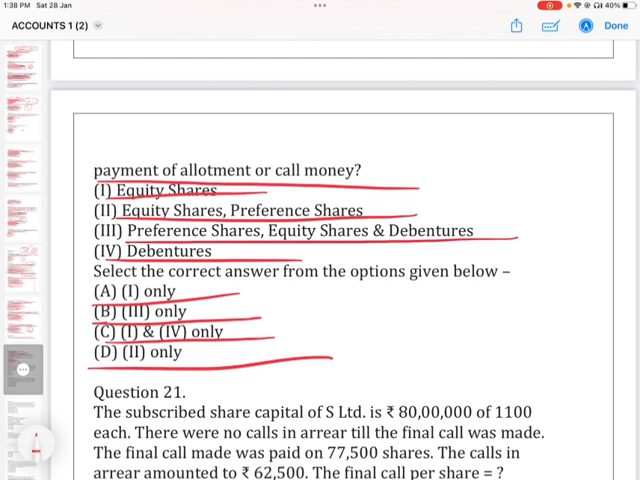 1:38 PM Sat 28 Jan
40%
ACCOUNTS 1 (2)
Done
payment of allotment or call money?
(I) Equity Shares
(II) Equity Shares, Preference Shares
(III) Preference Shares, Equity Shares & Debentures
(IV) Debentures
Select the correct answer from the options given below –
(A) (I) only
(B) (III) only
(C) (I) & (IV) only
(D) (II) only
Question 21.
The subscribed share capital of S Ltd. is ₹ 80,00,000 of 1100
each. There were no calls in arrear till the final call was made.
The final call made was paid on 77,500 shares. The calls in
arrear amounted to ₹ 62,500. The final call per share = ?